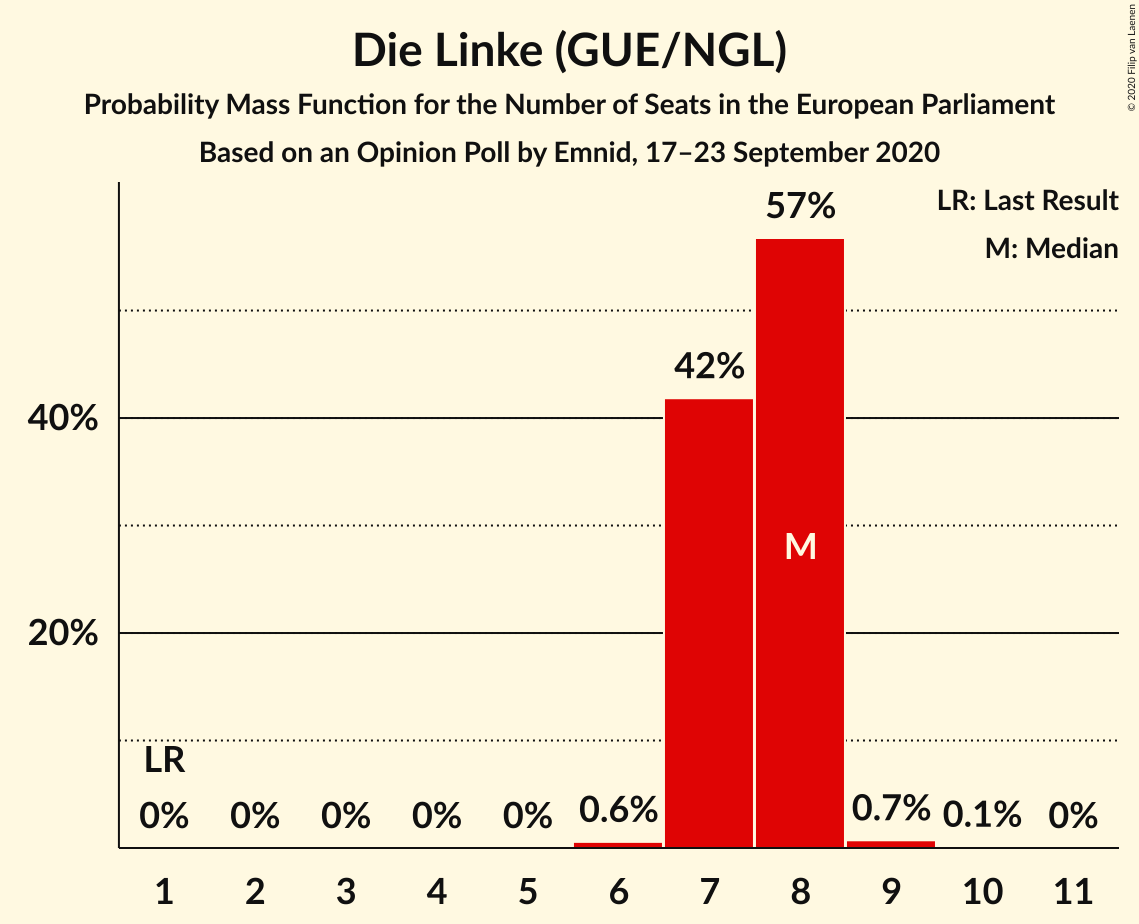 © 2020 Filip van Laenen
Die Linke (GUE/NGL)
Probability Mass Function for the Number of Seats in the European Parliament
Based on an Opinion Poll by Emnid, 17–23 September 2020
LR: Last Result
M: Median
57%
42%
40%
M
20%
LR
0% 0% 0% 0% 0% 0.6% 0.7% 0.1% 0%
1 2 3 4 5 6 7 8 9 10 11